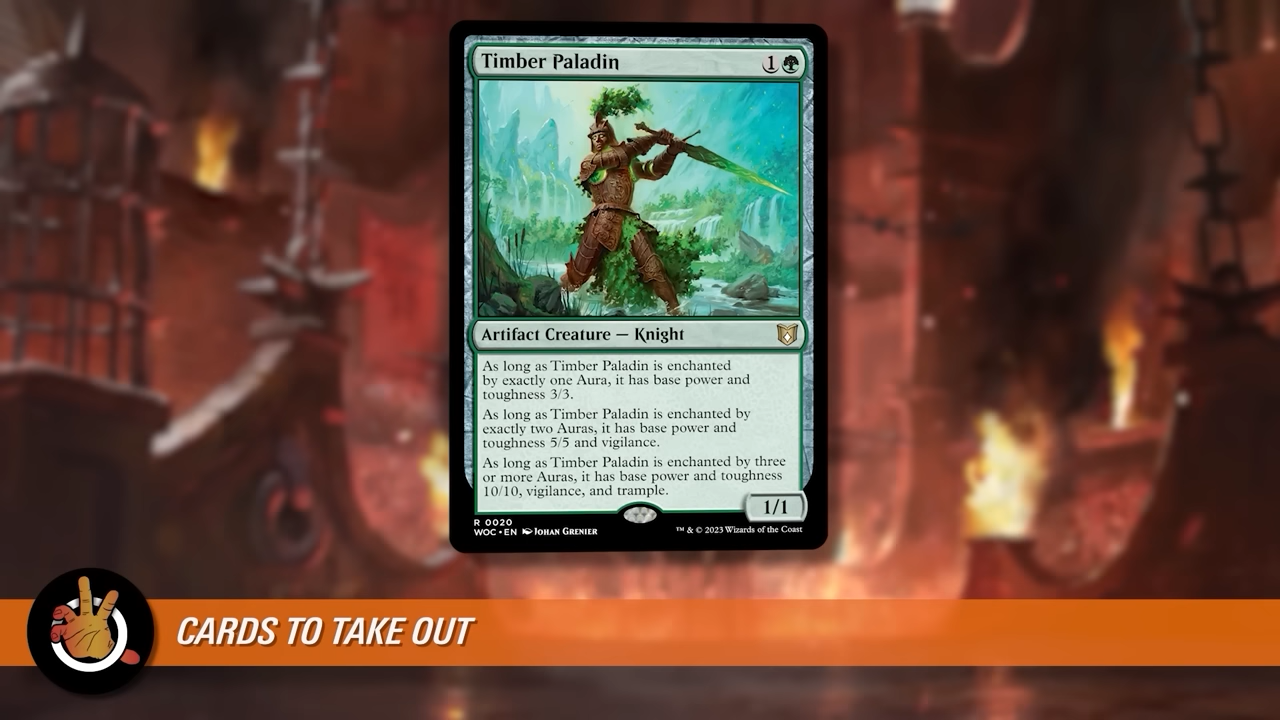 Timber Paladin 1
Artifact Creature — Knight
As long as Timber Paladin is enchanted
by exactly one Aura, it has base power and
toughness 3/3.
As long as Timber Paladin is enchanted by
exactly two Auras, it has base power and
toughness 5/5 and vigilance.
As long as Timber Paladin is enchanted by three
or more Auras, it has base power and toughness
10/10, vigilance, and trample.
1/1
R 0020
WOC • EN Johan Grenier
™ & © 2023 Wizards of the Coast
CARDS TO TAKE OUT